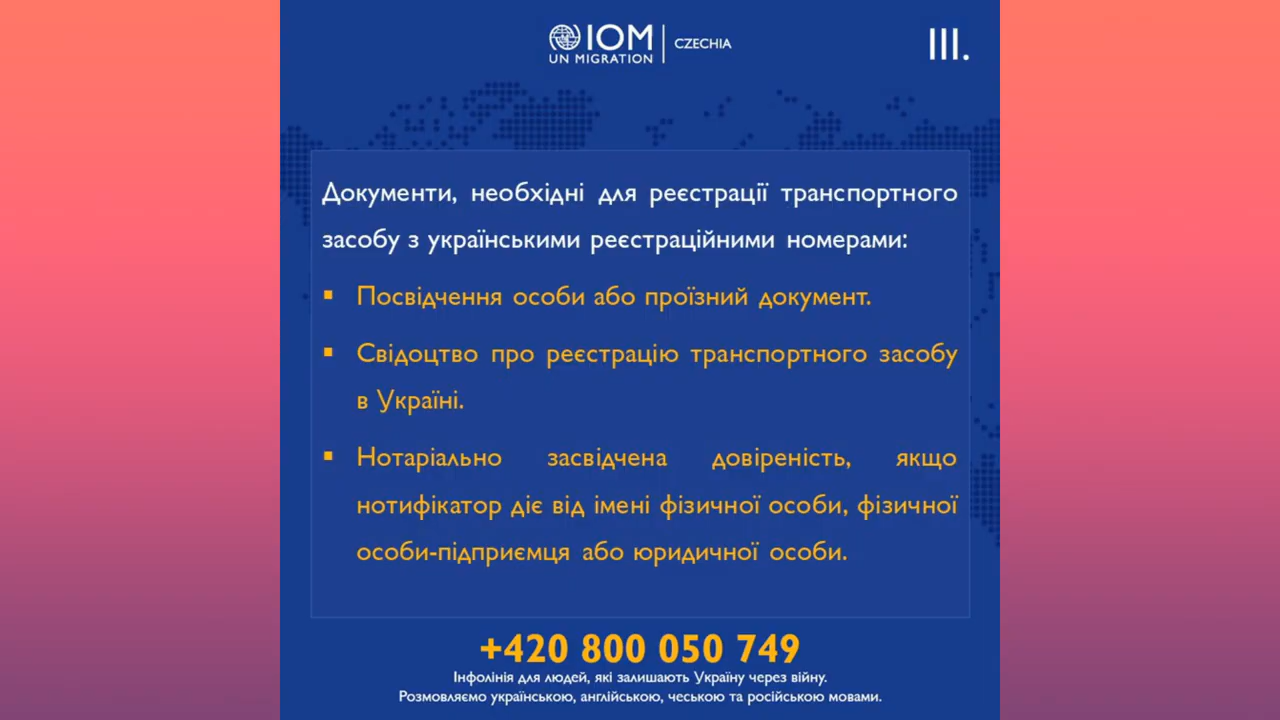 IOM
UN MIGRATION
CZECHIA
III.
Документи, необхідні для реєстрації транспортного
засобу з українськими реєстраційними номерами:
▪ Посвідчення особи або проїзний документ.
▪ Свідоцтво про реєстрацію транспортного засобу
в Україні.
▪ Нотаріально засвідчена довіреність, якщо
нотифікатор діє від імені фізичної особи, фізичної
особи-підприємця або юридичної особи.
+420 800 050 749
Інфолінія для людей, які залишають Україну через війну.
Розмовляємо українською, англійською, чеською та російською мовами.